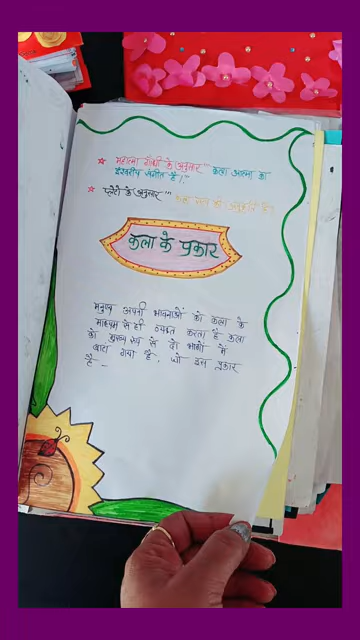 ★ महात्मा गाँधी के अनुसार "कला आत्मा का
ईश्वरीय संगीत है।"
★ प्लेटो के अनुसार "कला सत्य की अनुकृति है।
कला के प्रकार
मनुष्य अपनी भावनाओं को कला के
माध्यम से ही व्यक्त करता है कला
को मुख्य रूप से दो भागों में
बाटा गया है, जो इस प्रकार
है -